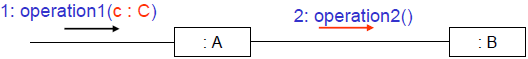 1: operation1(c : C)
2: operation2()
: A
: B